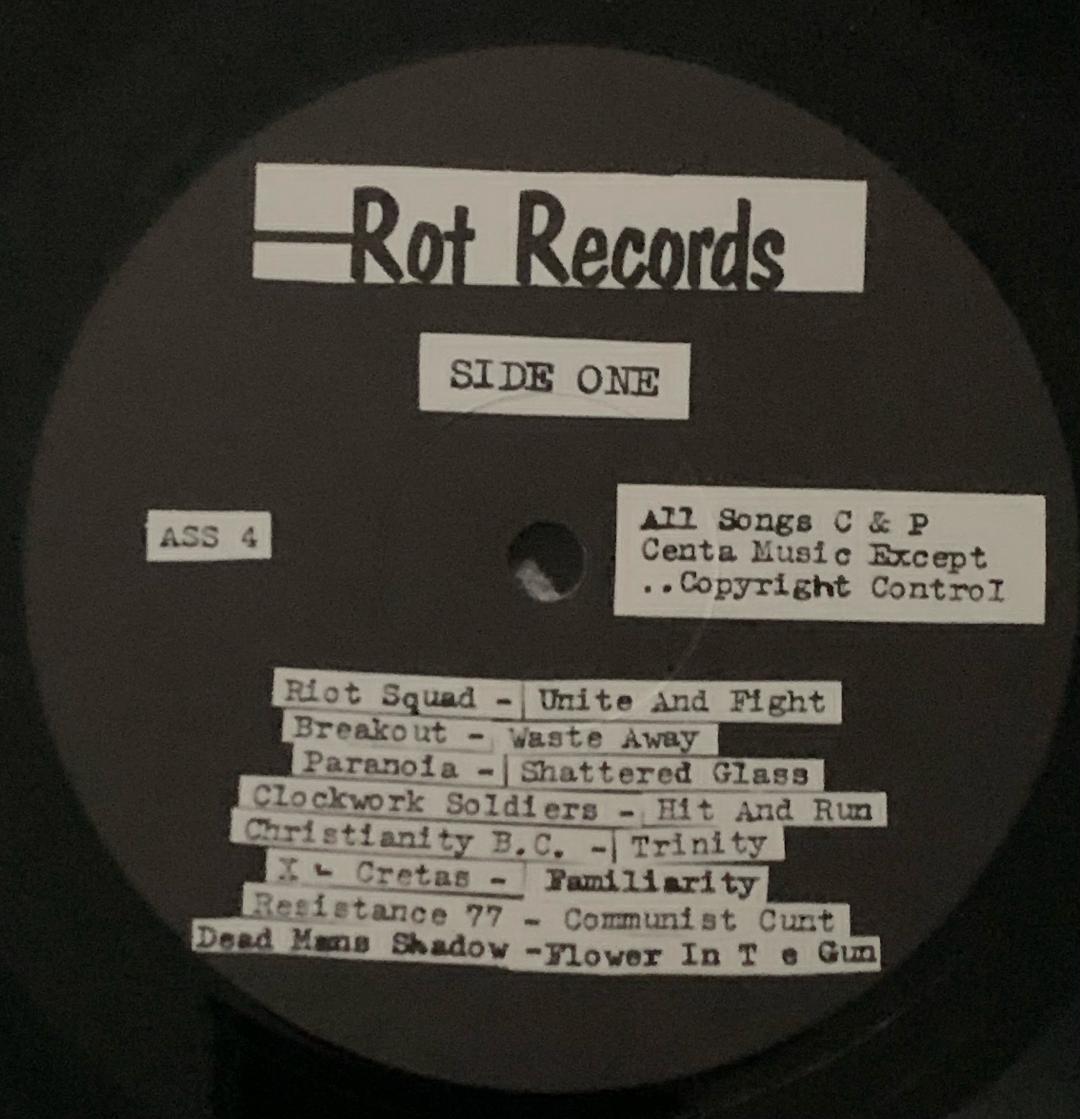 Rot Records
SIDE ONE
ASS 4
All Songs C & P
Centa Music Except
..Copyright Control
Riot Squad - Unite And Fight
Breakout - Waste Away
Paranoia - Shattered Glass
Clockwork Soldiers - Hit And Run
Christianity B.C. - Trinity
X - Cretas - Familiarity
Resistance 77 - Communist Cunt
Dead Mans Shadow -Flower In T e Gun